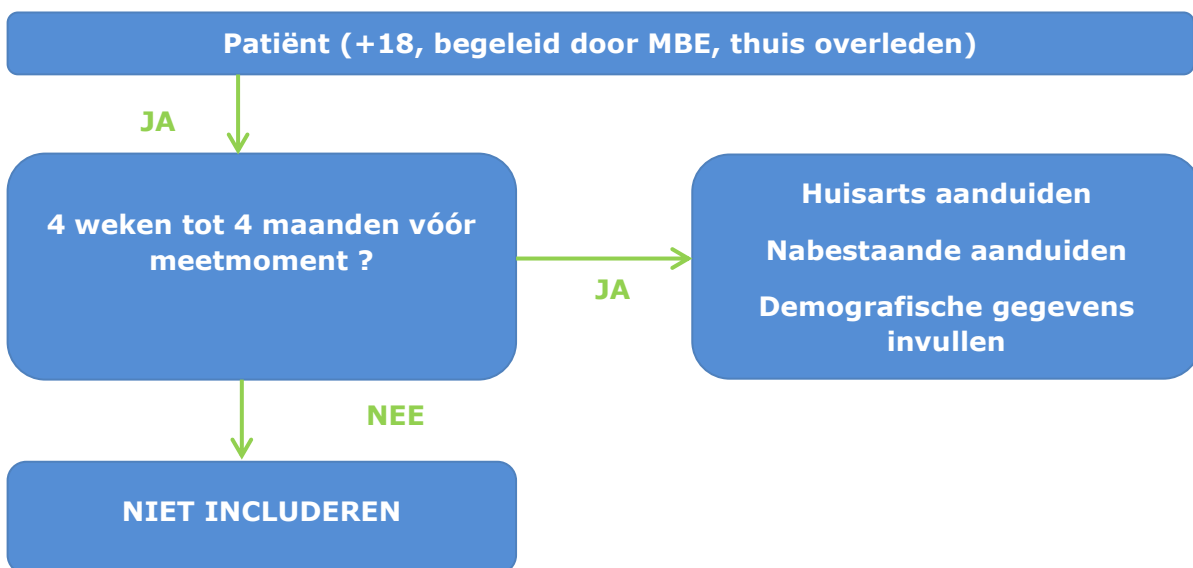 Patiënt (+18, begeleid door MBE, thuis overleden)
JA
4 weken tot 4 maanden vóór
meetmoment ?
JA
Huisarts aanduiden
Nabestaande aanduiden
Demografische gegevens
invullen
NEE
NIET INCLUDEREN